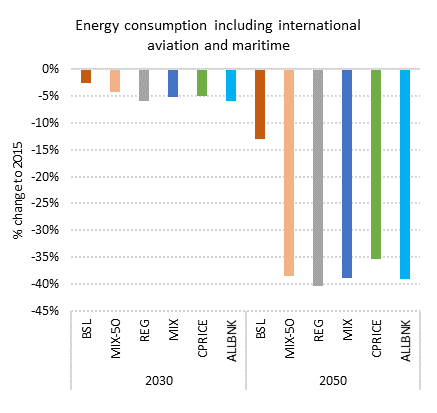 Energy consumption including international
aviation and maritime
% change to 2015
0%
-5%
-10%
-15%
-20%
-25%
-30%
-35%
-40%
-45%
BSL
MIX-50
REG
MIX
CPRICE
ALLBNK
BSL
MIX-50
REG
MIX
CPRICE
ALLBNK
2030
2050